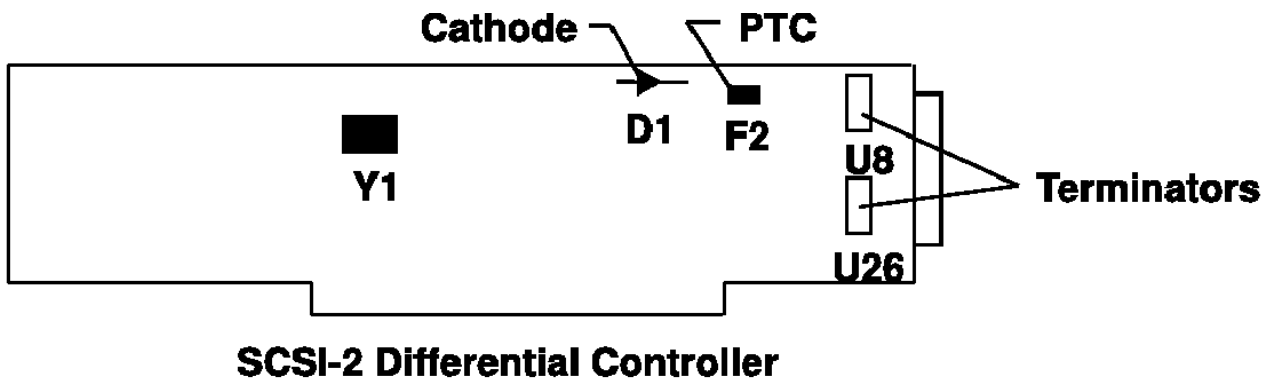 Cathode
PTC
D1
F2
Y1
U8
Terminators
U26
SCSI-2 Differential Controller